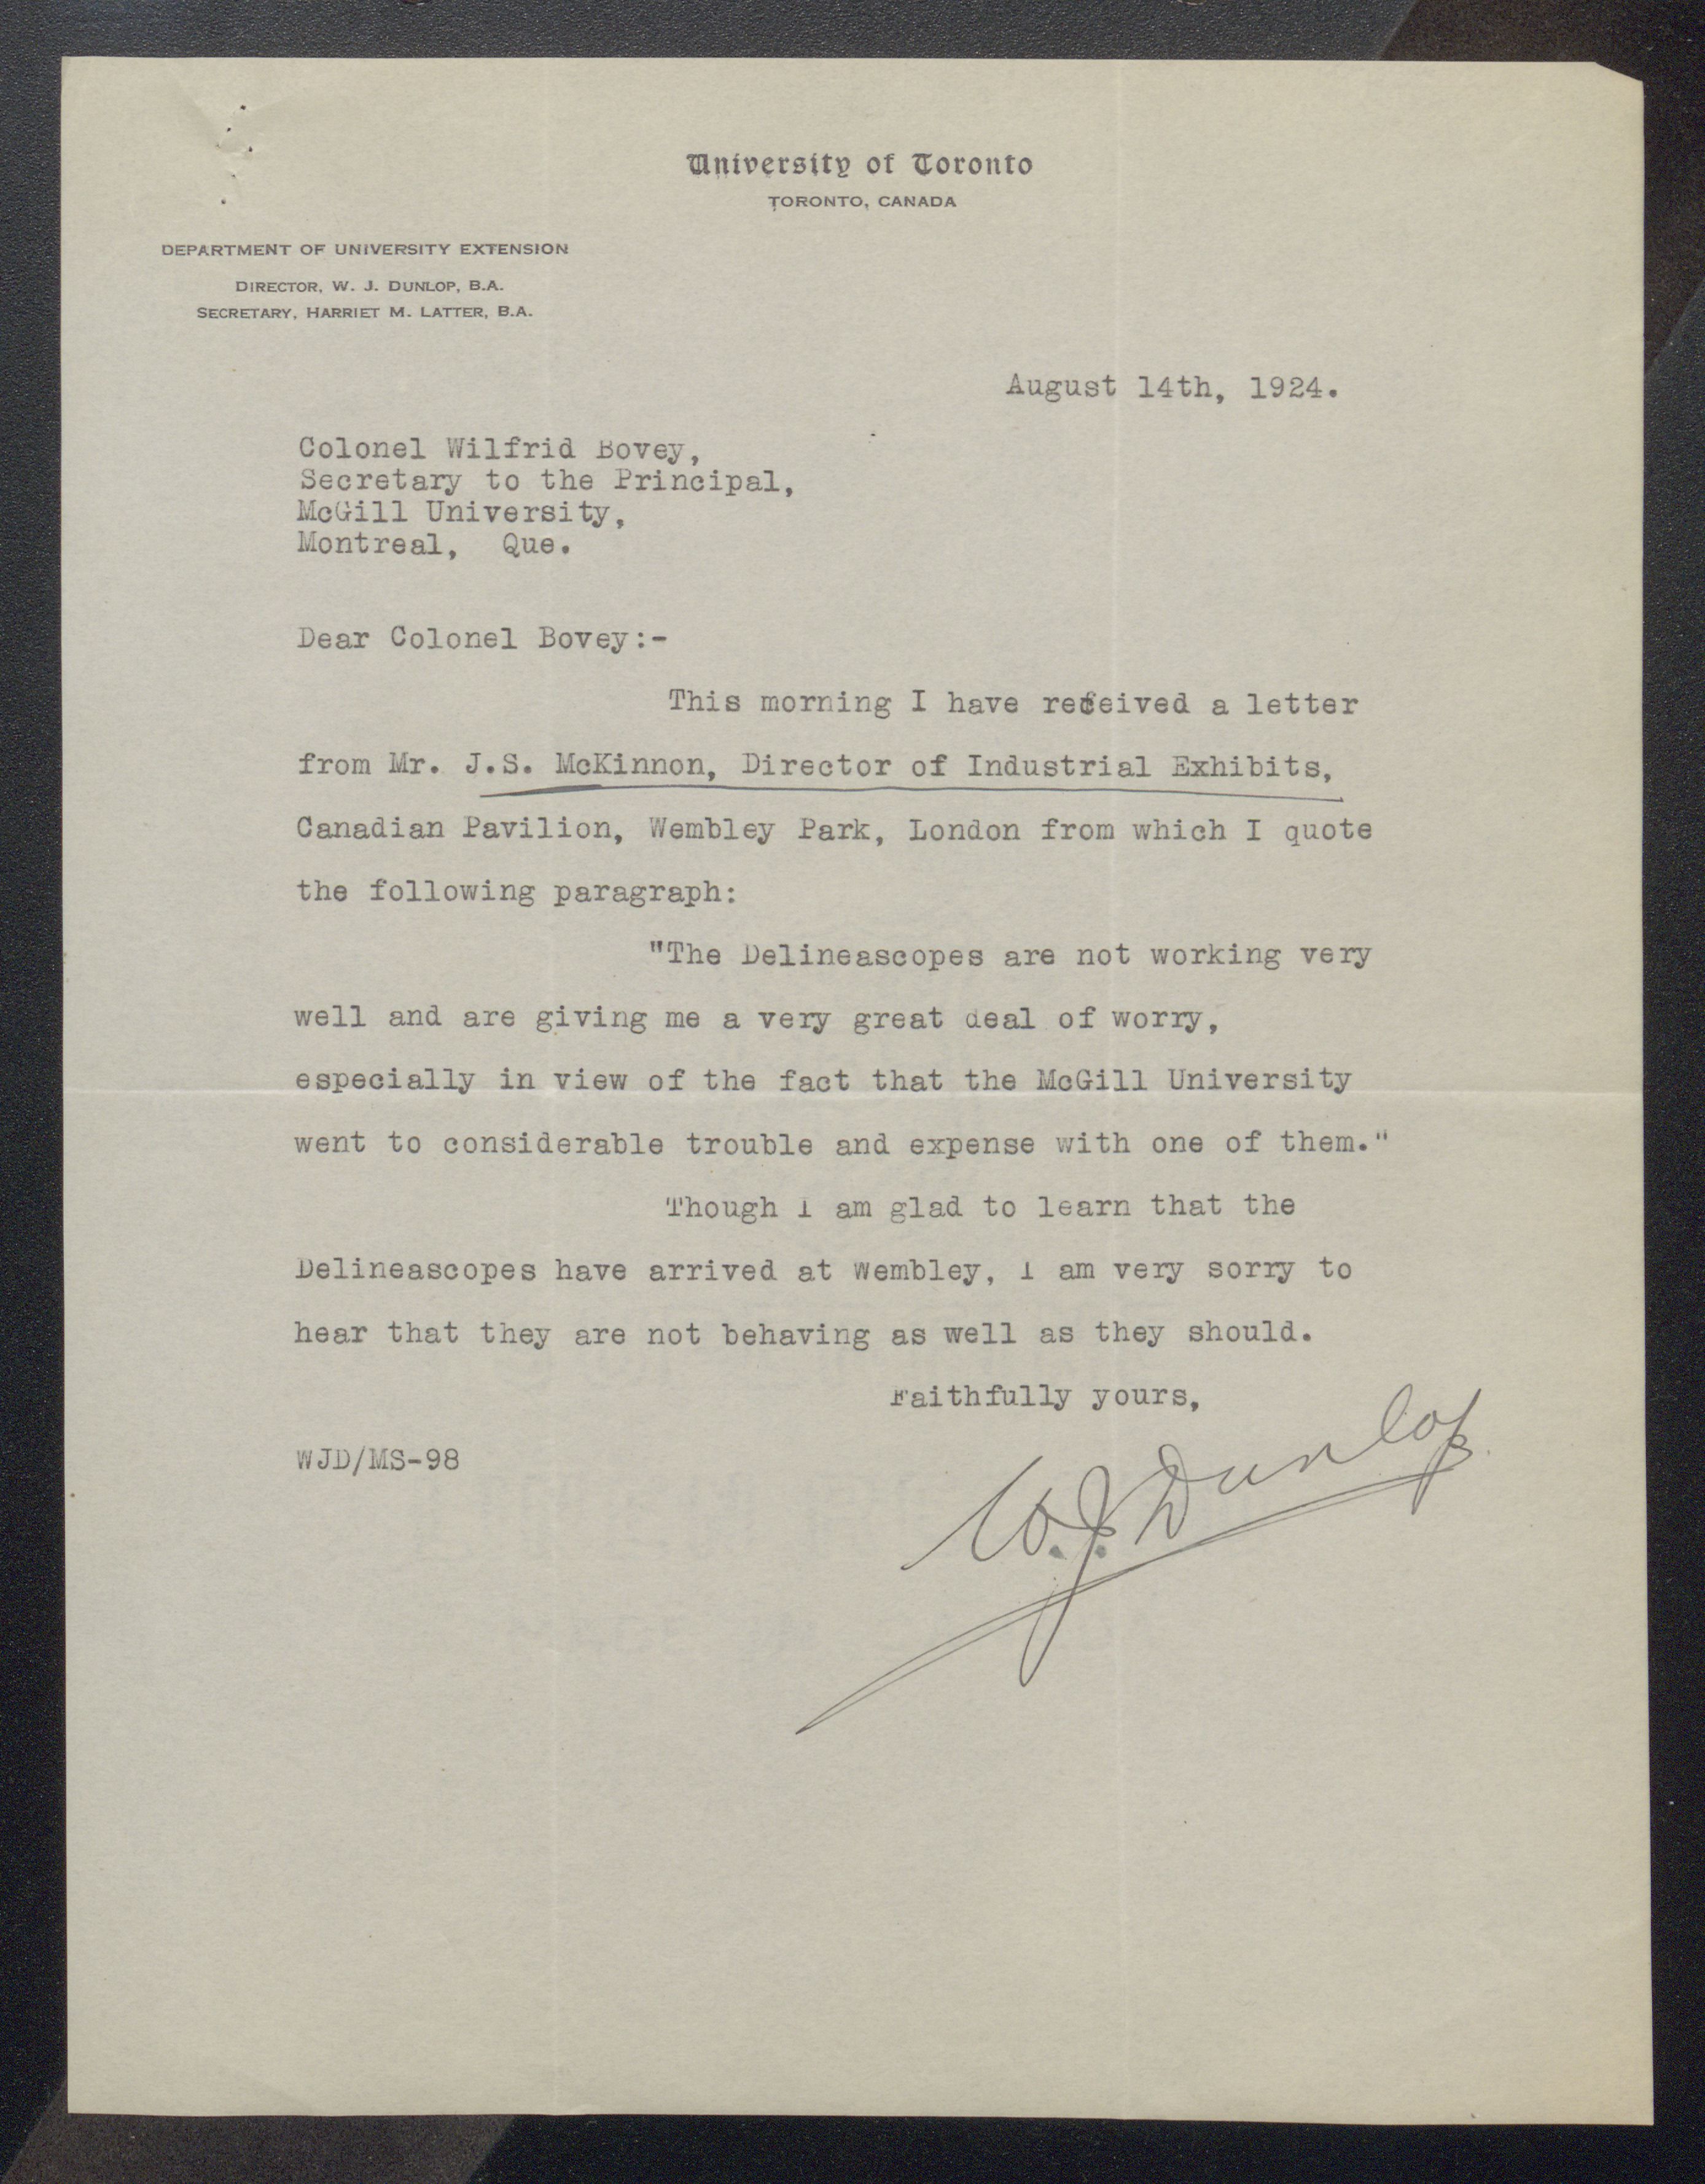 University of Toronto
TORONTO, CANADA
DEPARTMENT OF UNIVERSITY EXTENSION
DIRECTOR, W. J. DUNLOP, B.A.
SECRETARY, HARRIET M. LATTER, B.A.
August 14th, 1924.
Colonel Wilfrid Bovey,
Secretary to the Principal,
McGill University,
Montreal, Que.
Dear Colonel Bovey:-
This morning I have received a letter
from Mr. J.S. McKinnon, Director of Industrial Exhibits,
Canadian Pavilion, Wembley Park, London from which I quote
the following paragraph:
"The Delineascopes are not working very
well and are giving me a very great deal of worry,
especially in view of the fact that the McGill University
went to considerable trouble and expense with one of them."
Though I am glad to learn that the
Delineascopes have arrived at Wembley, I am very sorry to
hear that they are not behaving as well as they should.
Faithfully yours,
WJD/MS-98
W.J. Dunlop